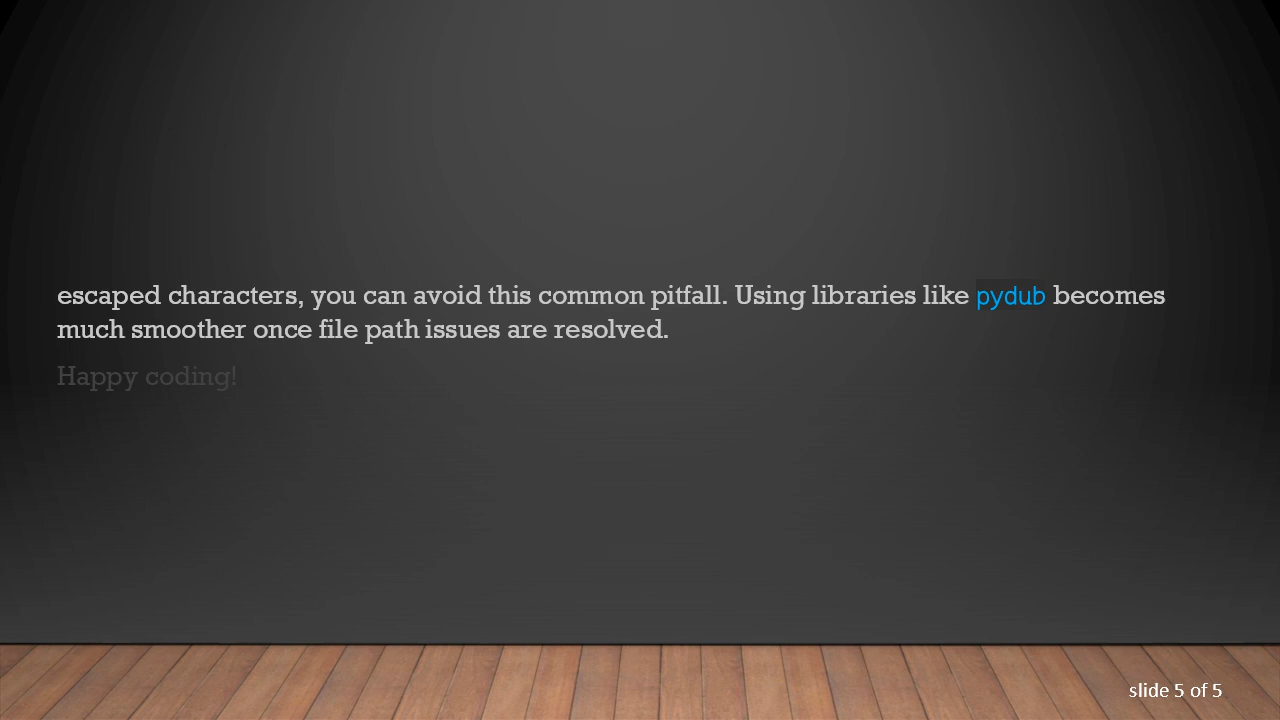 escaped characters, you can avoid this common pitfall. Using libraries like pydub becomes
much smoother once file path issues are resolved.
Happy coding!
slide 5 of 5